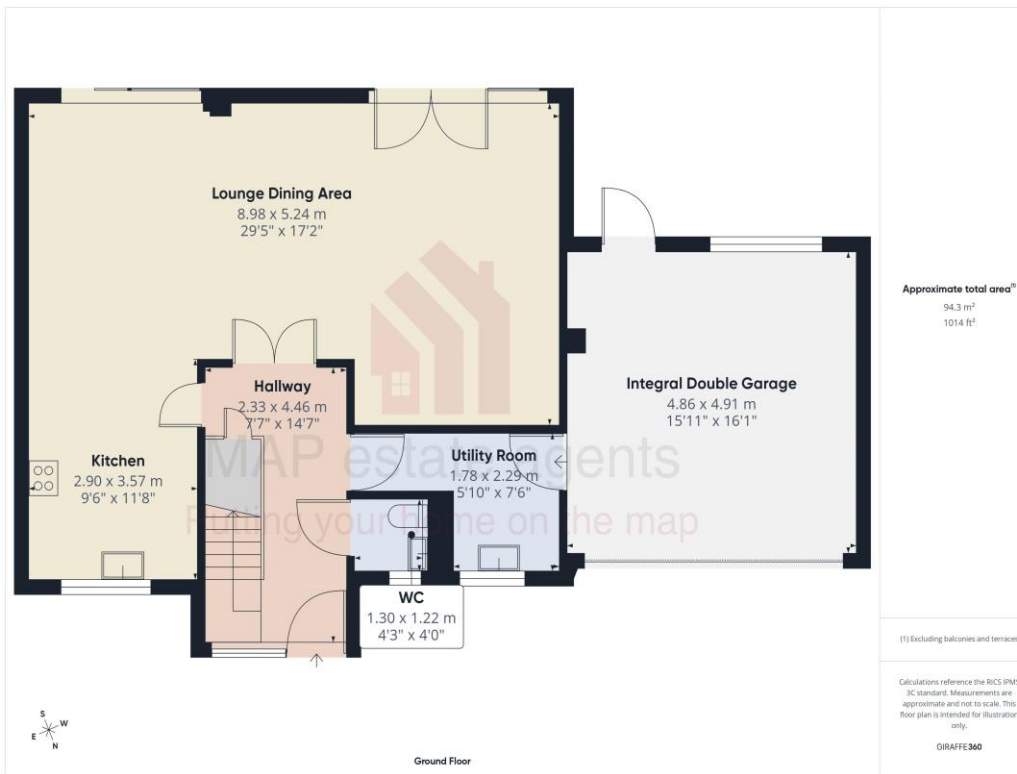 Lounge Dining Area
8.98 x 5.24 m
29'5" x 17'2"
Hallway
2.33 x 4.46 m
7'7" x 14'7"
Integral Double Garage
4.86 x 4.91 m
15'11" x 16'1"
Kitchen
2.90 x 3.57 m
9'6" x 11'8"
Utility Room
1.78 x 2.29 m
5'10" x 7'6"
MAP estate agents
Putting your home on the map
WC
1.30 x 1.22 m
4'3" x 4'0"
S
W
E
N
Ground Floor
Approximate total area(1)
94.3 m²
1014 ft²
(1) Excluding balconies and terraces
Calculations reference the RICS IPMS
3C standard. Measurements are
approximate and not to scale. This
floor plan is intended for illustration
only.
GIRAFFE360